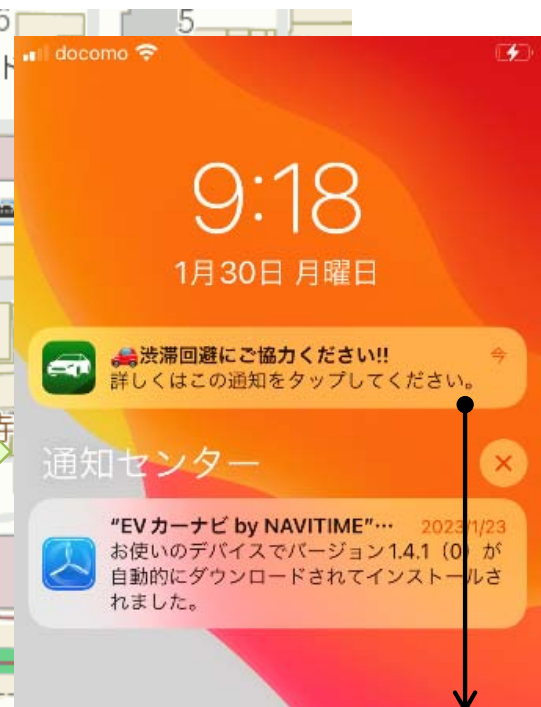 5
docomo
9:18
1月30日 月曜日
🚗渋滞回避にご協力ください!!
今
詳しくはこの通知をタップしてください。
通知センター
"EV カーナビ by NAVITIME"…
2023/1/23
お使いのデバイスでバージョン1.4.1（0）が
自動的にダウンロードされてインストールさ
れました。